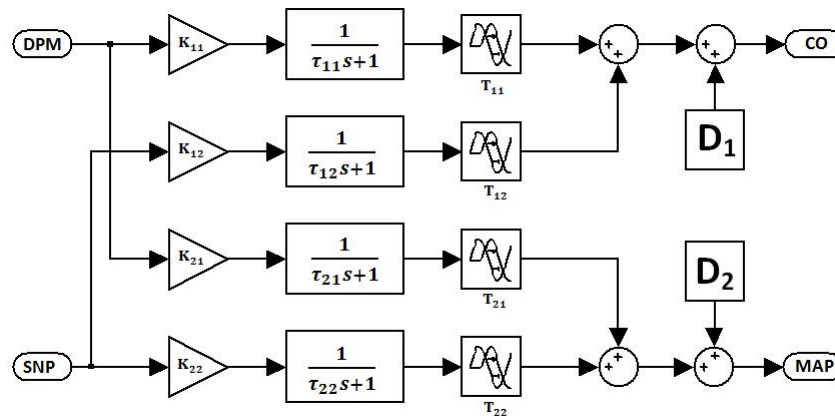 DPM
K₁₁
1
τ₁₁s+1
T₁₁
+
+
+
+
CO
D₁
K₁₂
1
τ₁₂s+1
T₁₂
K₂₁
1
τ₂₁s+1
T₂₁
D₂
SNP
K₂₂
1
τ₂₂s+1
T₂₂
+
+
+
+
MAP